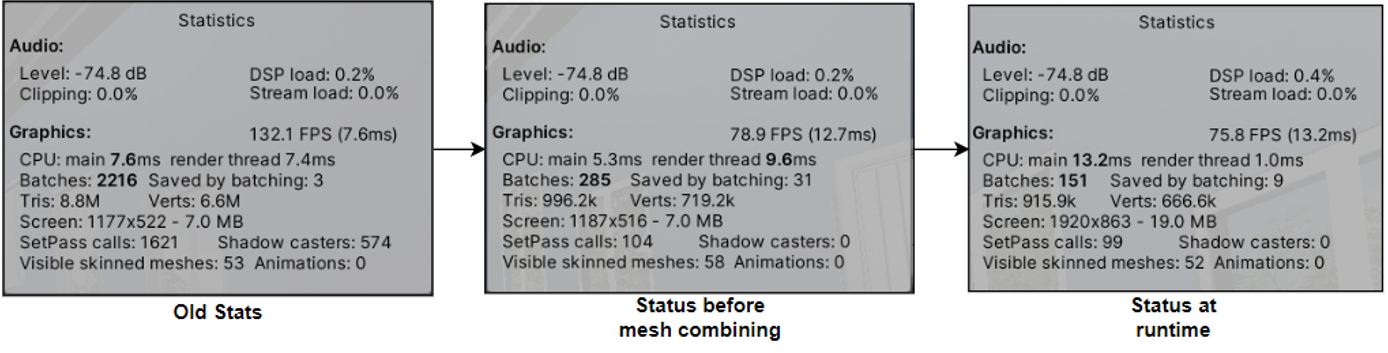 Statistics
Audio:
Level: -74.8 dB DSP load: 0.2%
Clipping: 0.0% Stream load: 0.0%
Graphics: 132.1 FPS (7.6ms)
CPU: main 7.6ms render thread 7.4ms
Batches: 2216 Saved by batching: 3
Tris: 8.8M Verts: 6.6M
Screen: 1177x522 - 7.0 MB
SetPass calls: 1621 Shadow casters: 574
Visible skinned meshes: 53 Animations: 0
Old Stats
Statistics
Audio:
Level: -74.8 dB DSP load: 0.2%
Clipping: 0.0% Stream load: 0.0%
Graphics: 78.9 FPS (12.7ms)
CPU: main 5.3ms render thread 9.6ms
Batches: 285 Saved by batching: 31
Tris: 996.2k Verts: 719.2k
Screen: 1187x516 - 7.0 MB
SetPass calls: 104 Shadow casters: 0
Visible skinned meshes: 58 Animations: 0
Status before
mesh combining
Statistics
Audio:
Level: -74.8 dB DSP load: 0.4%
Clipping: 0.0% Stream load: 0.0%
Graphics: 75.8 FPS (13.2ms)
CPU: main 13.2ms render thread 1.0ms
Batches: 151 Saved by batching: 9
Tris: 915.9k Verts: 666.6k
Screen: 1920x863 - 19.0 MB
SetPass calls: 99 Shadow casters: 0
Visible skinned meshes: 52 Animations: 0
Status at
runtime